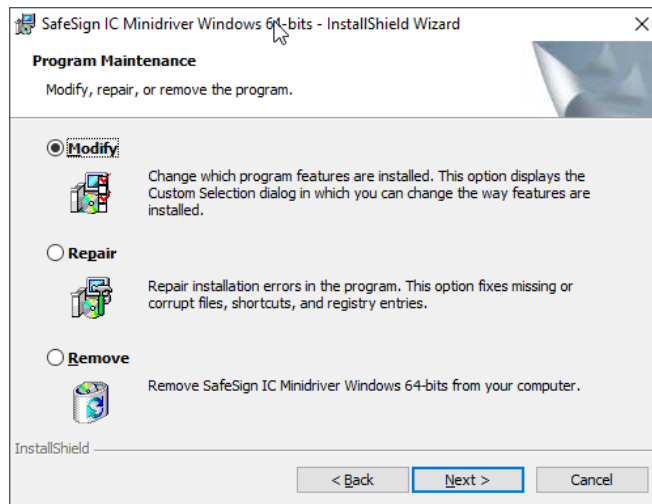 SafeSign IC Minidriver Windows 64-bits - InstallShield Wizard
Program Maintenance
Modify, repair, or remove the program.
Modify
Change which program features are installed. This option displays the
Custom Selection dialog in which you can change the way features are
installed.
Repair
Repair installation errors in the program. This option fixes missing or
corrupt files, shortcuts, and registry entries.
Remove
Remove SafeSign IC Minidriver Windows 64-bits from your computer.
InstallShield
< Back Next > Cancel